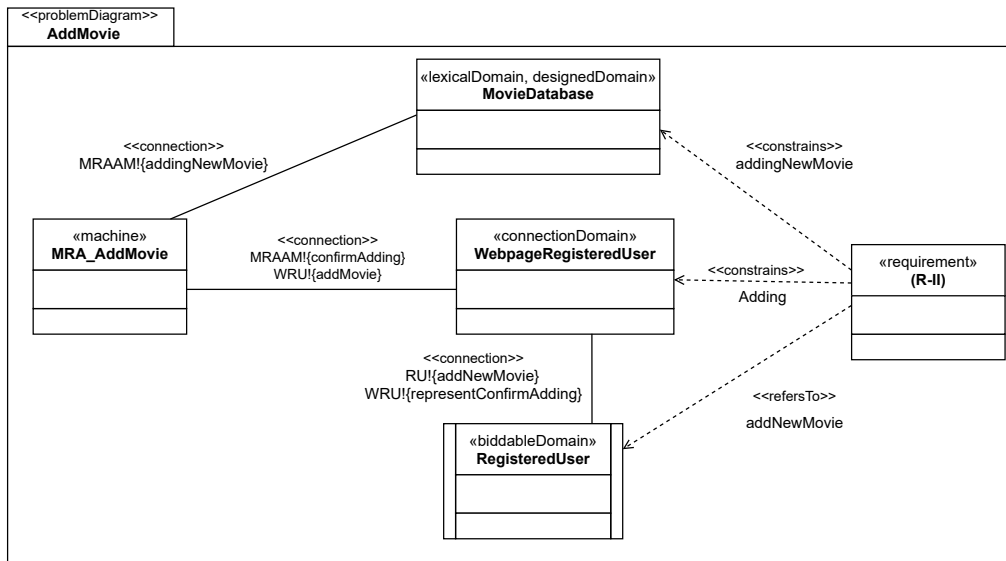 <<problemDiagram>>
AddMovie
«lexicalDomain, designedDomain»
MovieDatabase
<<connection>>
MRAAM!{addingNewMovie}
<<constrains>>
addingNewMovie
«machine»
MRA_AddMovie
<<connection>>
MRAAM!{confirmAdding}
WRU!{addMovie}
«connectionDomain»
WebpageRegisteredUser
<<constrains>>
Adding
«requirement»
(R-II)
<<connection>>
RU!{addNewMovie}
WRU!{representConfirmAdding}
<<refersTo>>
addNewMovie
«biddableDomain»
RegisteredUser